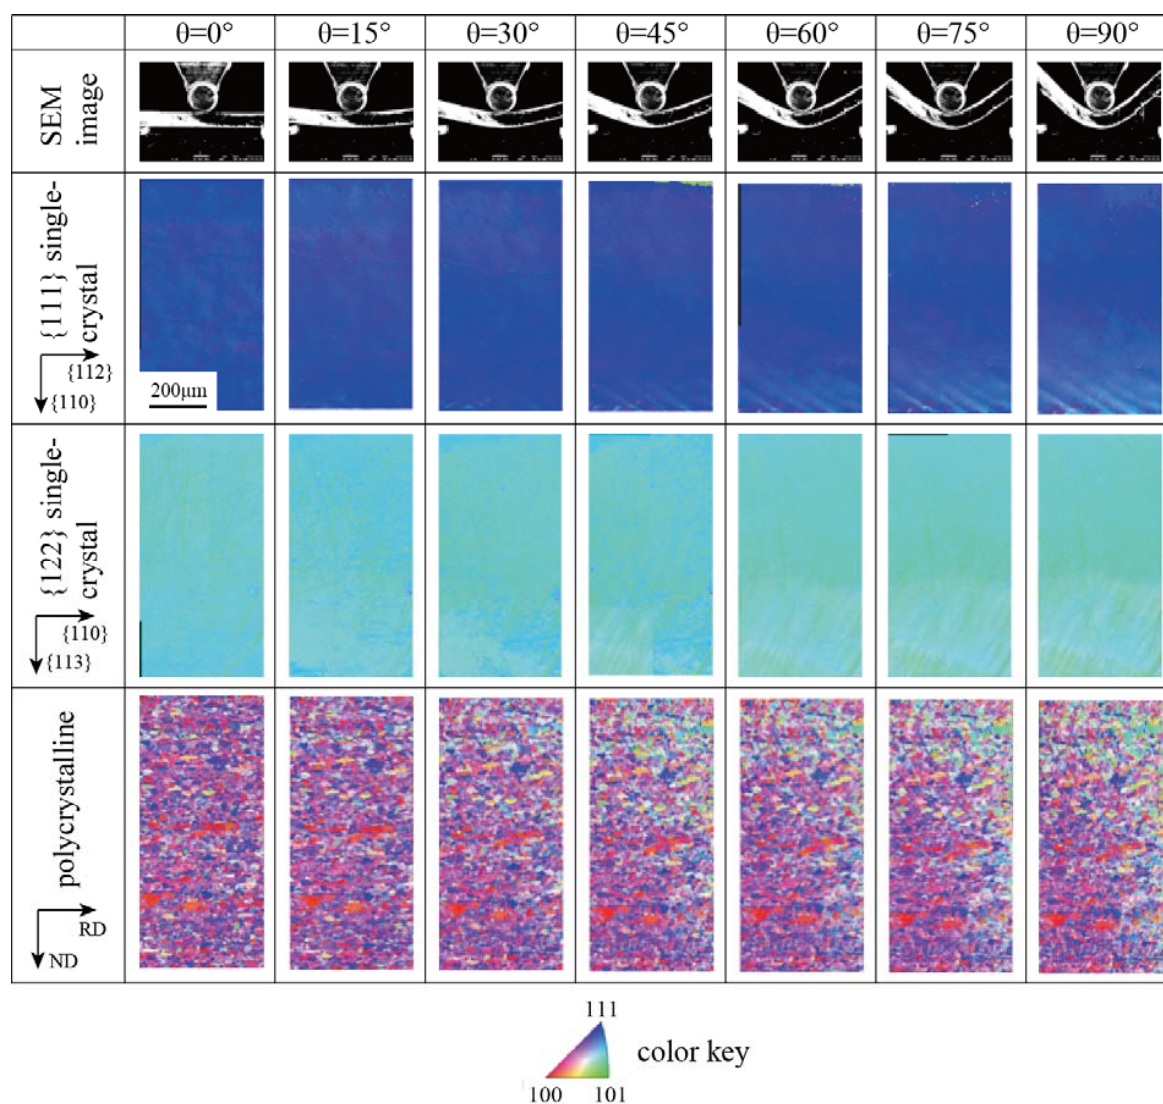 θ=0° θ=15° θ=30° θ=45° θ=60° θ=75° θ=90°
SEM
image
{111} single-
crystal
{112}
{110}
200μm
{122} single-
crystal
{110}
{113}
polycrystalline
RD
ND
111
color key
100 101